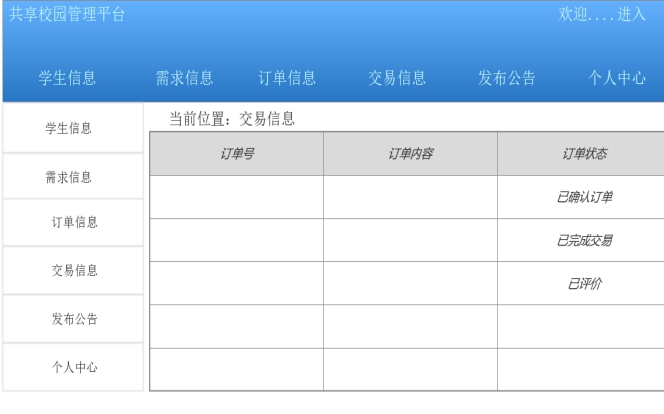 共享校园管理平台 欢迎....进入
学生信息 需求信息 订单信息 交易信息 发布公告 个人中心
当前位置：交易信息
学生信息
需求信息
订单信息
交易信息
发布公告
个人中心
订单号 订单内容 订单状态
已确认订单
已完成交易
已评价